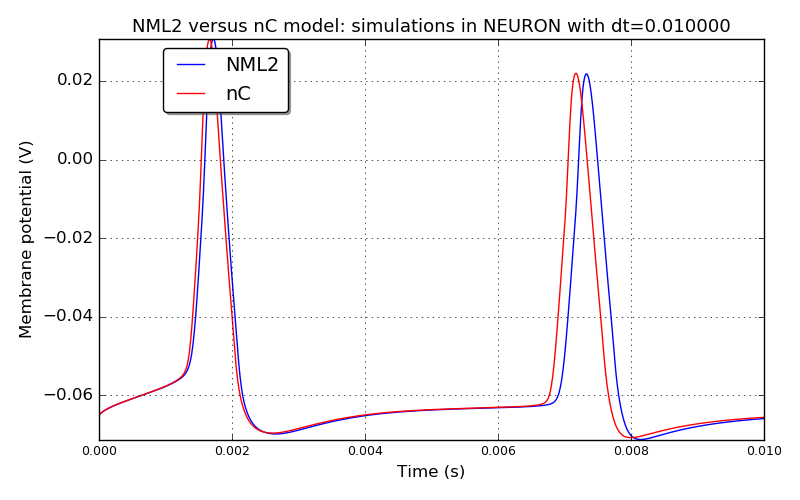 NML2 versus nC model: simulations in NEURON with dt=0.010000
NML2
nC
0.02
0.00
−0.02
−0.04
−0.06
Membrane potential (V)
0.000
0.002
0.004
0.006
0.008
0.010
Time (s)